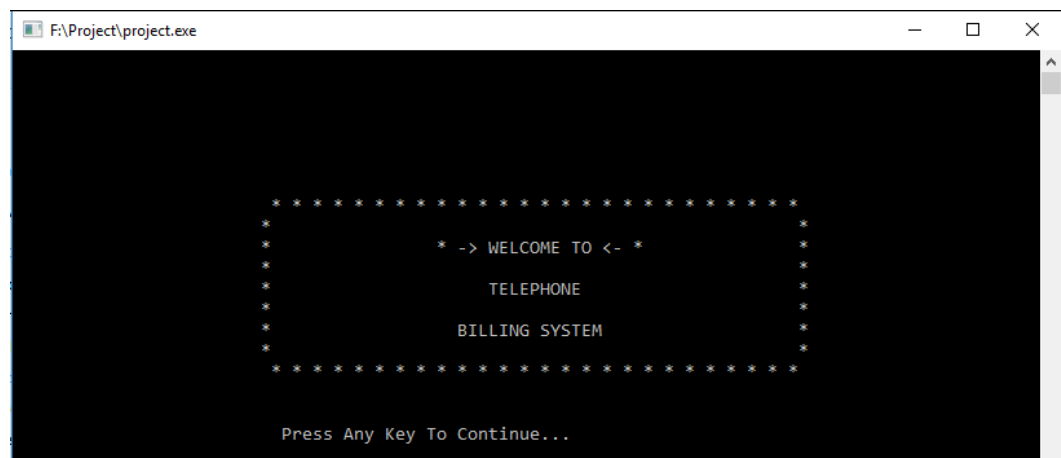 F:\Project\project.exe
* * * * * * * * * * * * * * * * * * * * * * * * * *
* *
* * -> WELCOME TO <- * *
* *
* TELEPHONE *
* *
* BILLING SYSTEM *
* *
* * * * * * * * * * * * * * * * * * * * * * * * * *
Press Any Key To Continue...